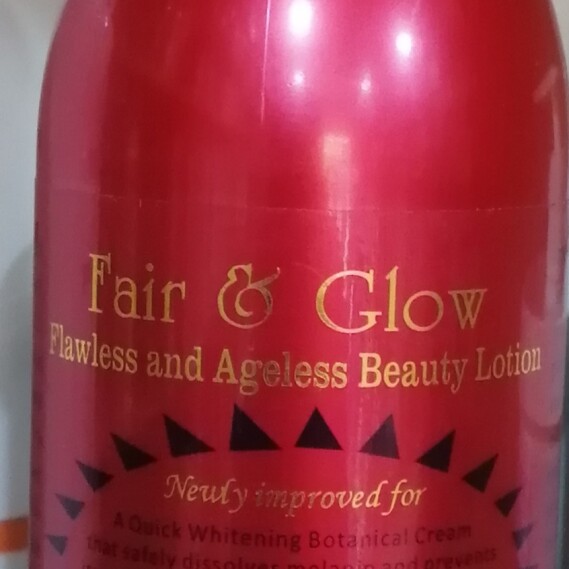 Fair & Glow
Flawless and Ageless Beauty Lotion
Newly improved for
A Quick Whitening Botanical Cream
that safely dissolves melanin and prevents